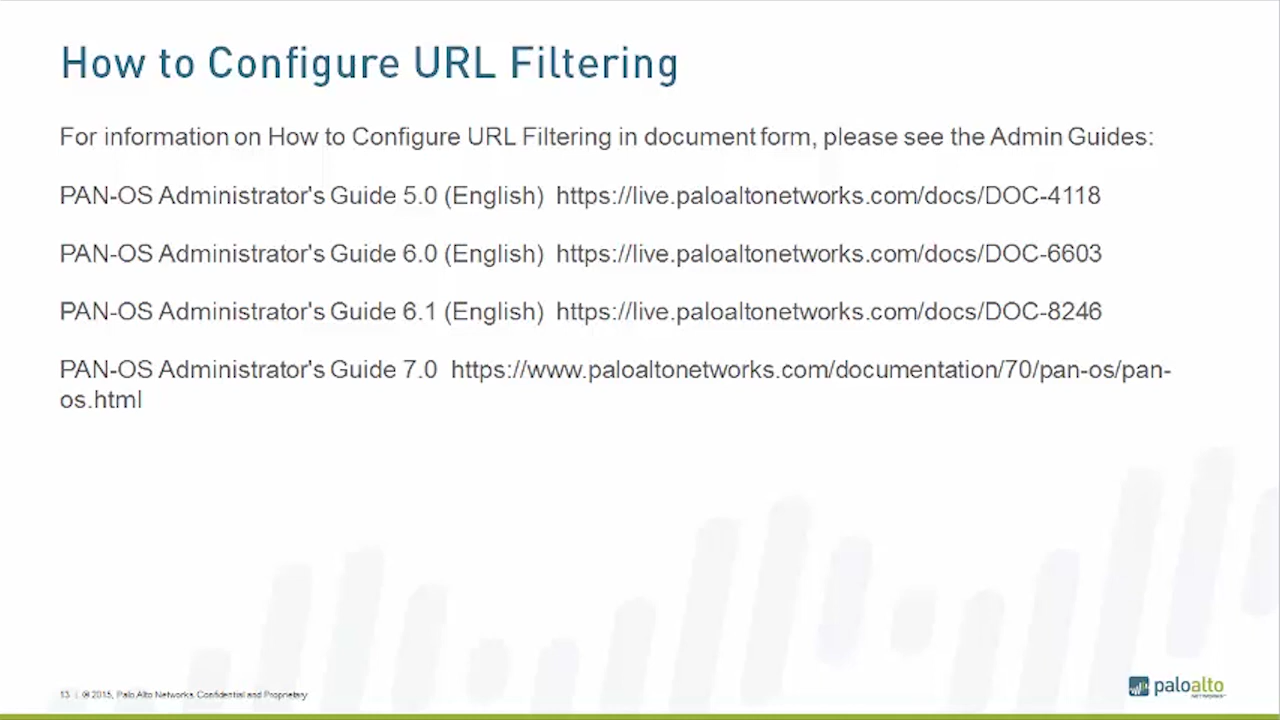 How to Configure URL Filtering
For information on How to Configure URL Filtering in document form, please see the Admin Guides:
PAN-OS Administrator's Guide 5.0 (English) https://live.paloaltonetworks.com/docs/DOC-4118
PAN-OS Administrator's Guide 6.0 (English) https://live.paloaltonetworks.com/docs/DOC-6603
PAN-OS Administrator's Guide 6.1 (English) https://live.paloaltonetworks.com/docs/DOC-8246
PAN-OS Administrator's Guide 7.0 https://www.paloaltonetworks.com/documentation/70/pan-os/pan-
os.html
13 | © 2015, Palo Alto Networks. Confidential and Proprietary
paloalto
NETWORKS